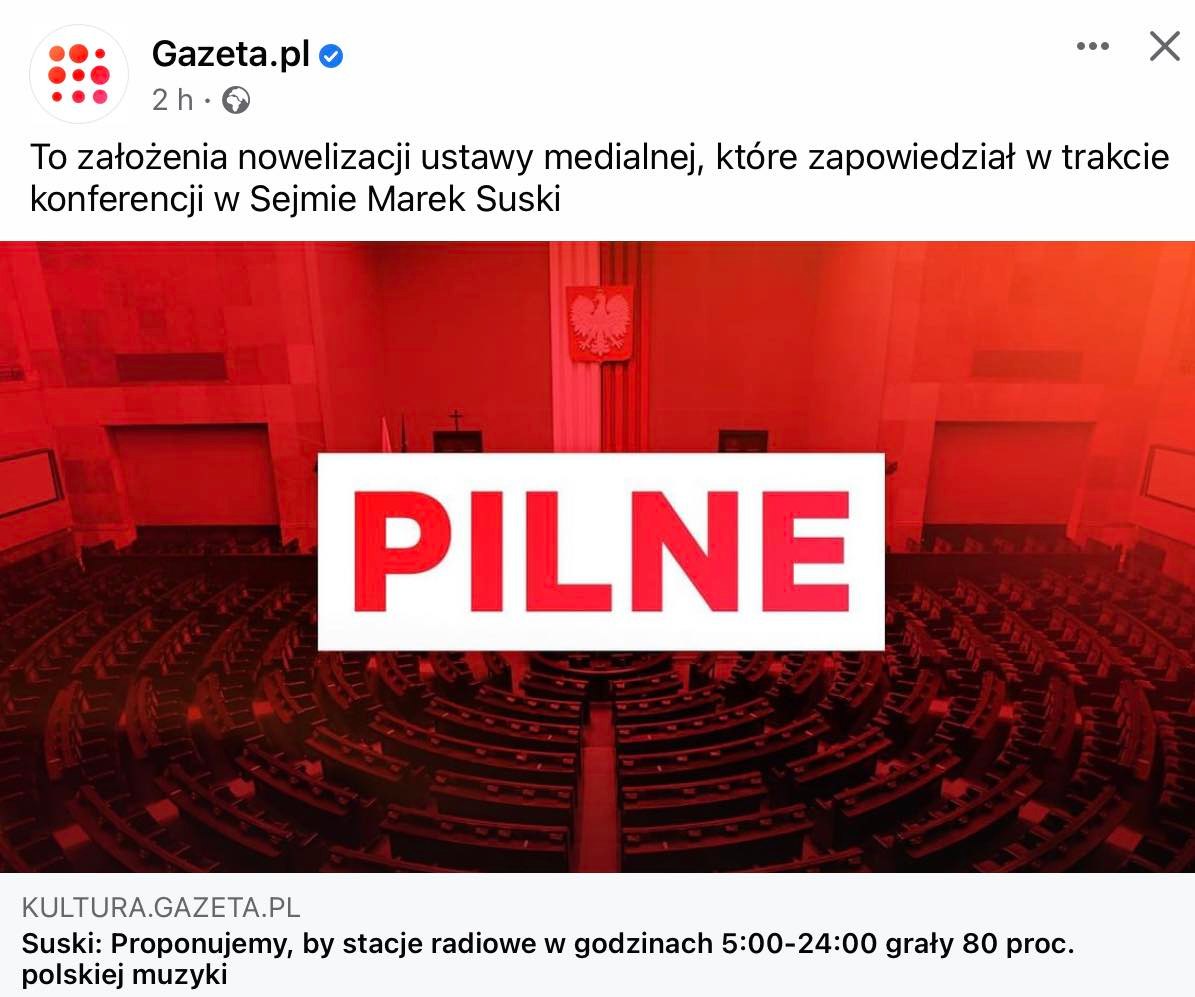 Gazeta.pl
2 h ·
To założenia nowelizacji ustawy medialnej, które zapowiedział w trakcie
konferencji w Sejmie Marek Suski
PILNE
KULTURA.GAZETA.PL
Suski: Proponujemy, by stacje radiowe w godzinach 5:00-24:00 grały 80 proc.
polskiej muzyki